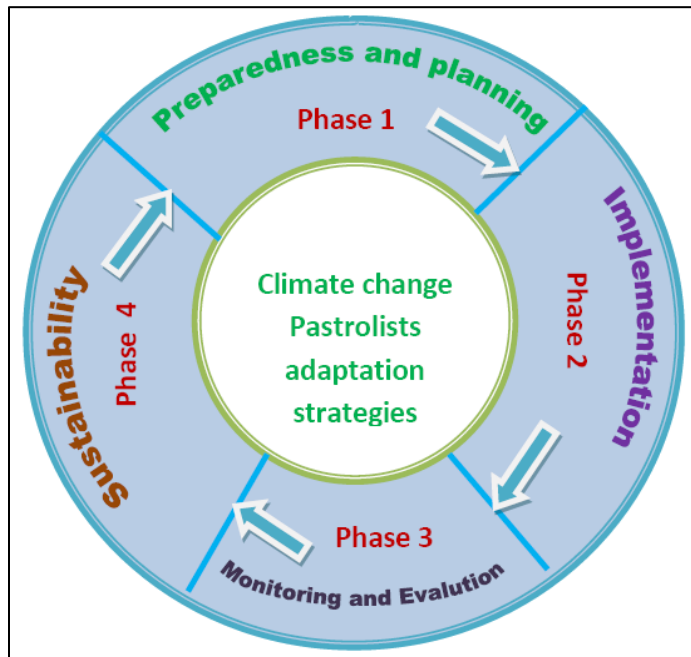 Preparedness and planning
Phase 1
Implementation
Phase 2
Phase 3
Monitoring and Evalution
Sustainability
Phase 4
Climate change
Pastrolists
adaptation
strategies